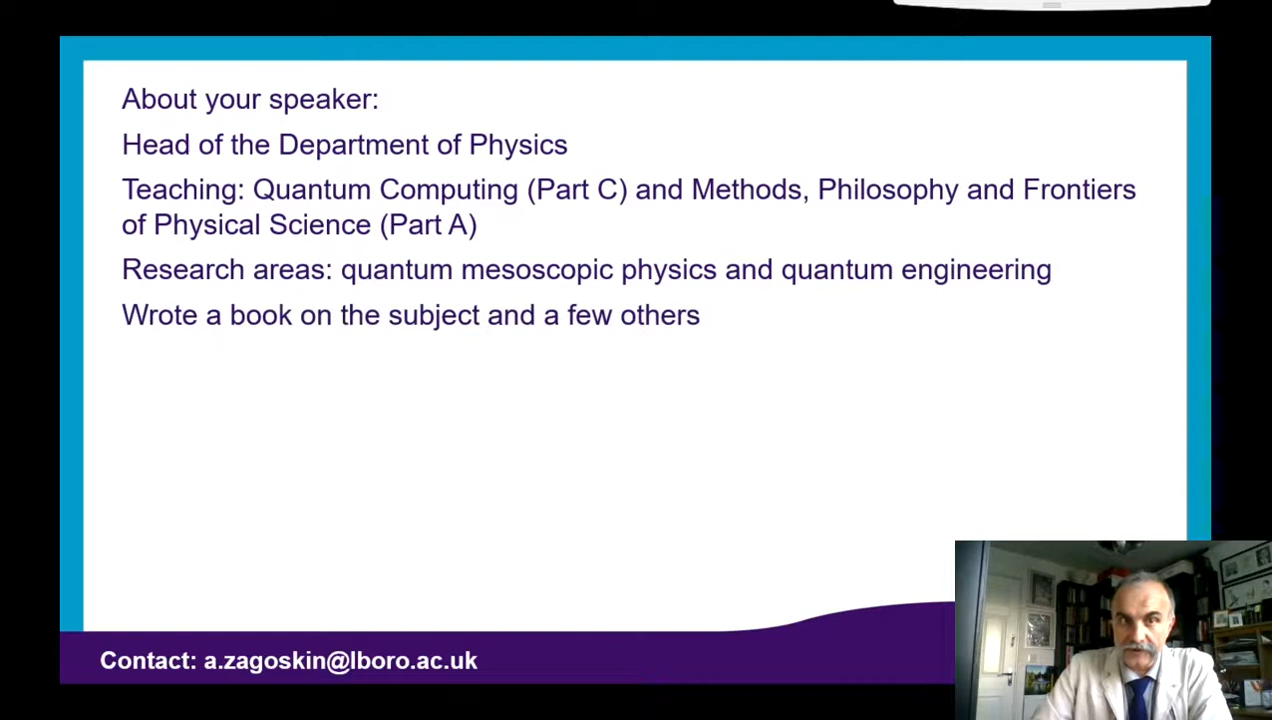 About your speaker:
Head of the Department of Physics
Teaching: Quantum Computing (Part C) and Methods, Philosophy and Frontiers
of Physical Science (Part A)
Research areas: quantum mesoscopic physics and quantum engineering
Wrote a book on the subject and a few others
Contact: a.zagoskin@lboro.ac.uk